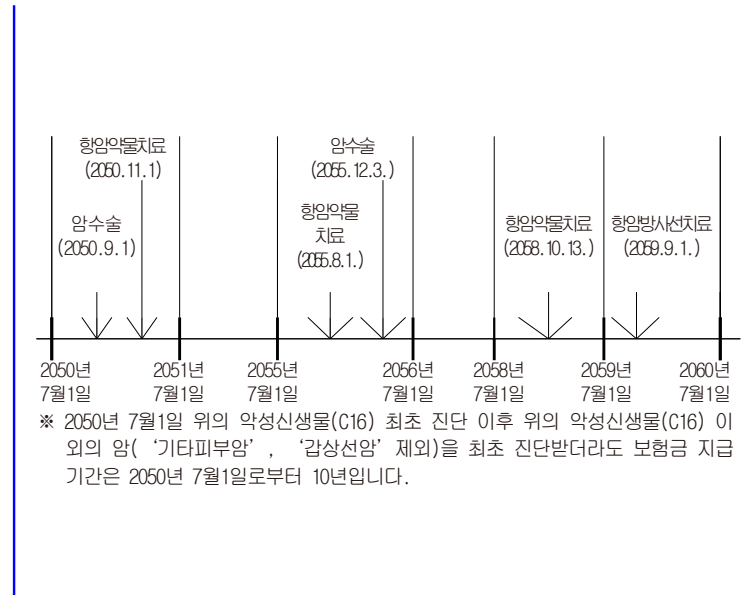 항암약물치료
(2050.11.1)
암수술
(2055.12.3.)
암수술
(2050.9.1)
항암약물
치료
(2055.8.1.)
항암약물치료
(2058.10.13.)
항암방사선치료
(2059.9.1.)
2050년
7월1일
2051년
7월1일
2055년
7월1일
2056년
7월1일
2058년
7월1일
2059년
7월1일
2060년
7월1일
※ 2050년 7월1일 위의 악성신생물(C16) 최초 진단 이후 위의 악성신생물(C16) 이
외의 암( ‘기타피부암’ , ‘갑상선암’ 제외)을 최초 진단받더라도 보험금 지급
기간은 2050년 7월1일로부터 10년입니다.